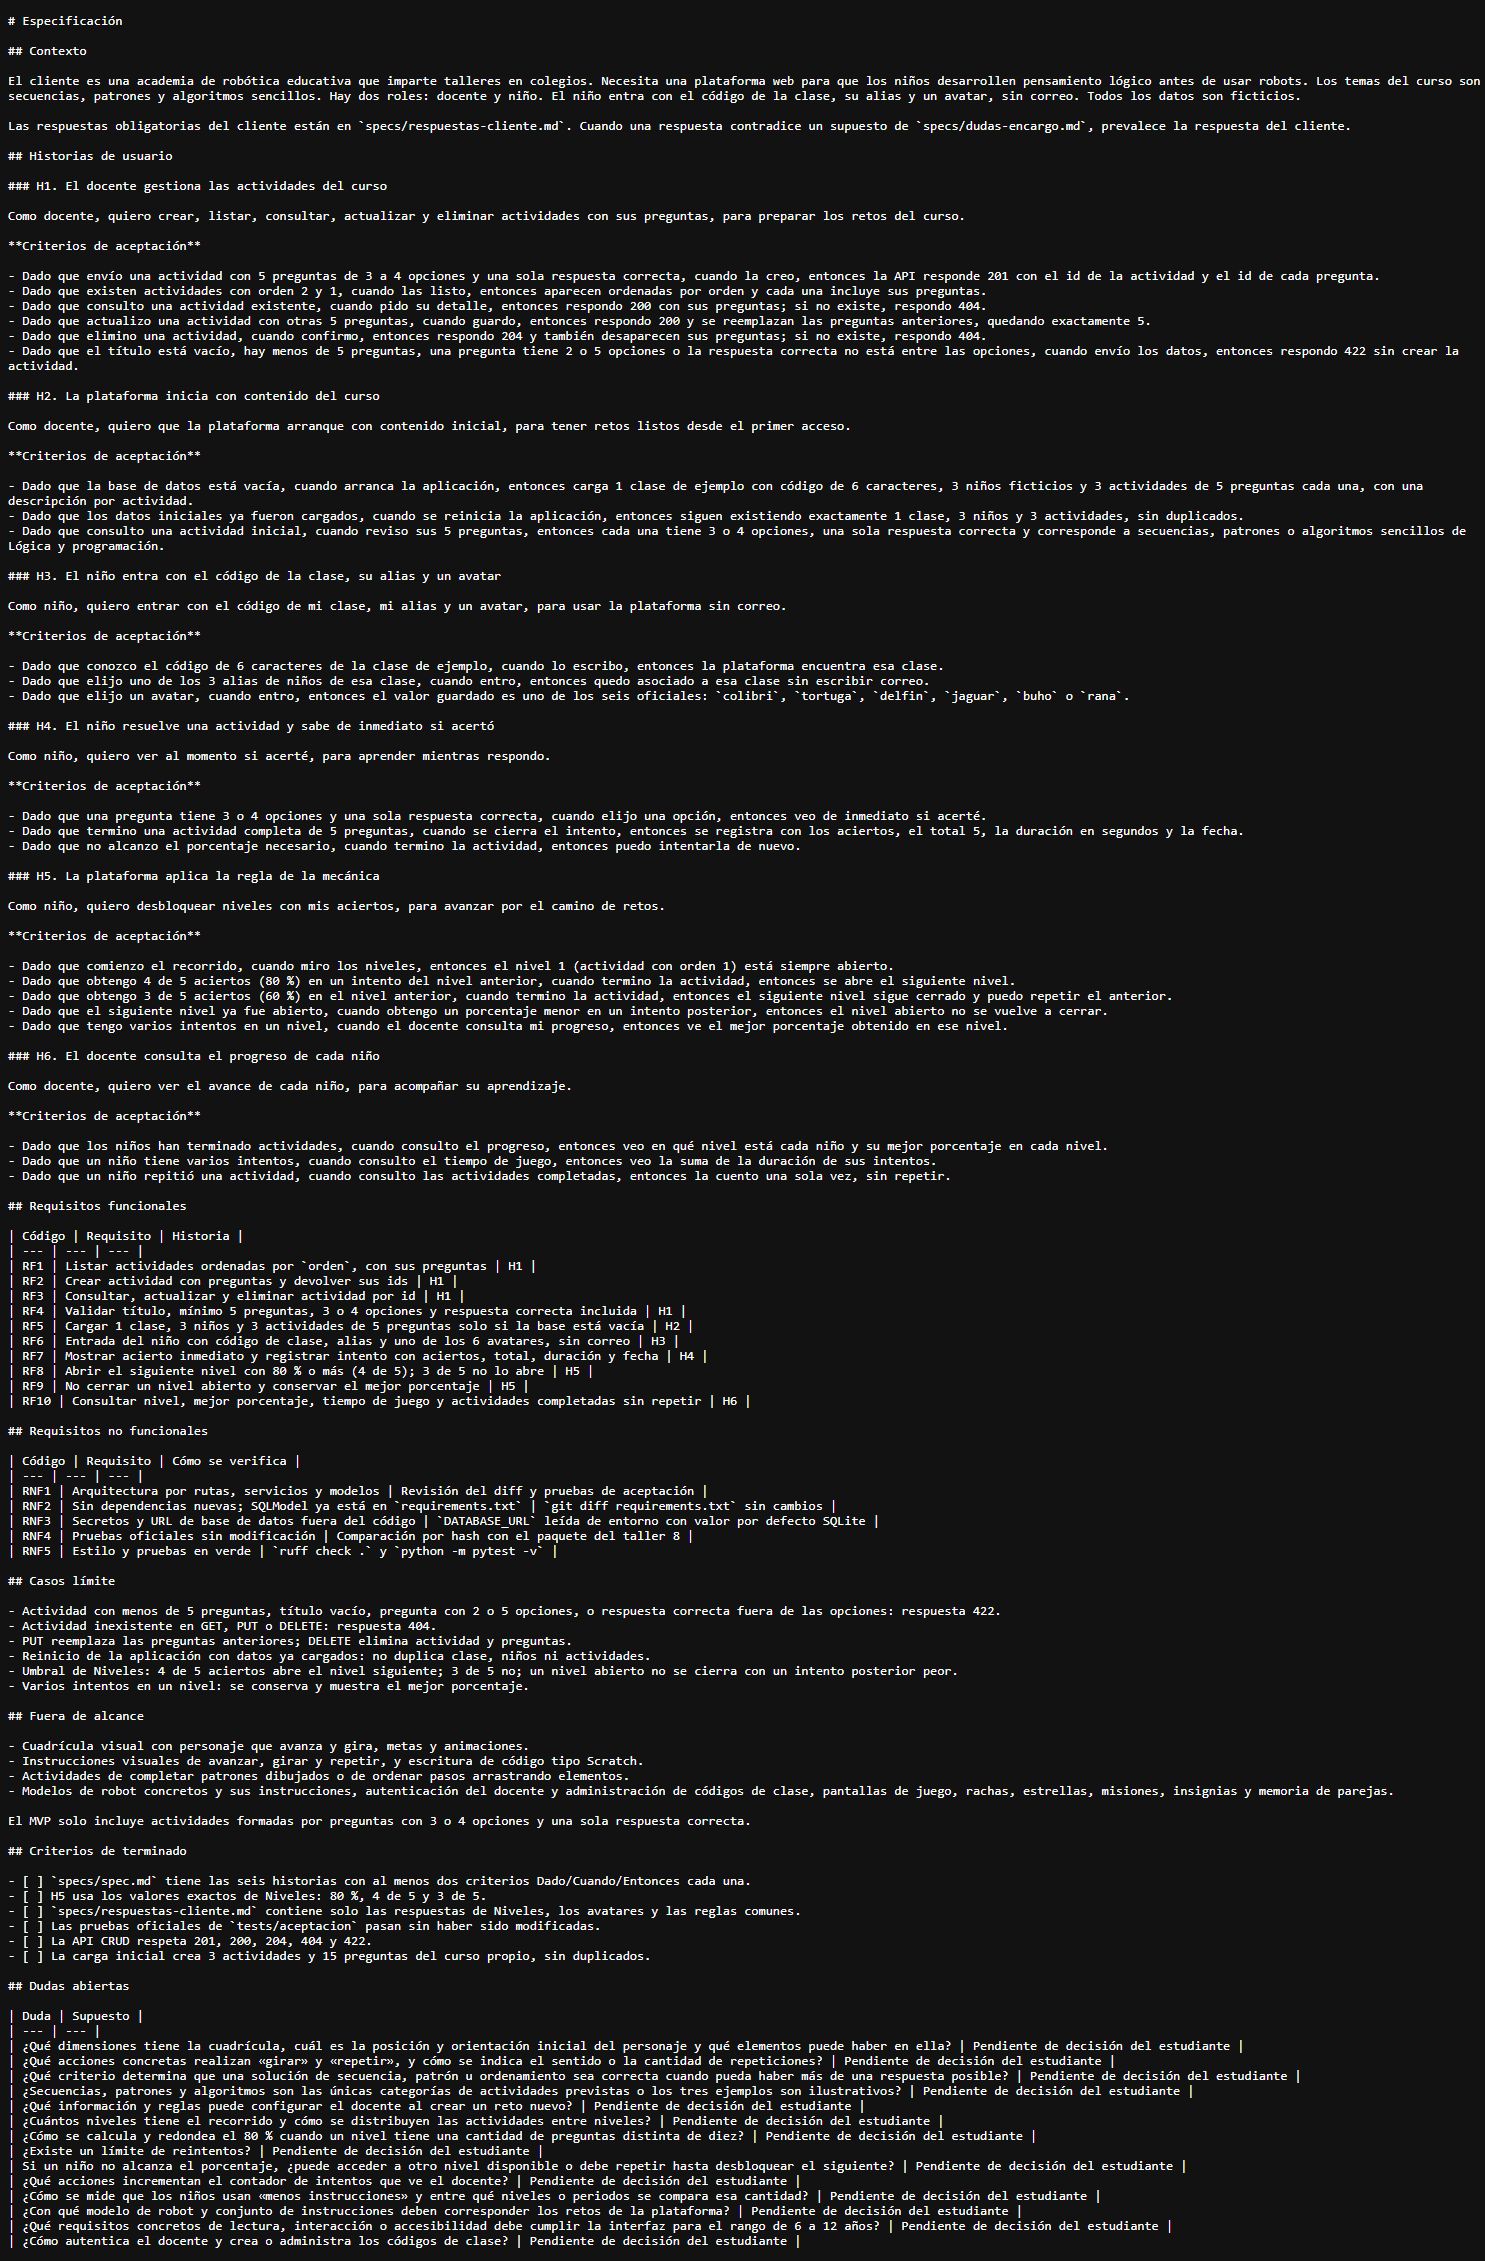 # Especificación
## Contexto
El cliente es una academia de robótica educativa que imparte talleres en colegios. Necesita una plataforma web para que los niños desarrollen pensamiento lógico antes de usar robots. Los temas del curso son
secuencias, patrones y algoritmos sencillos. Hay dos roles: docente y niño. El niño entra con el código de la clase, su alias y un avatar, sin correo. Todos los datos son ficticios.
Las respuestas obligatorias del cliente están en `specs/respuestas-cliente.md`. Cuando una respuesta contradice un supuesto de `specs/dudas-encargo.md`, prevalece la respuesta del cliente.
## Historias de usuario
### H1. El docente gestiona las actividades del curso
Como docente, quiero crear, listar, consultar, actualizar y eliminar actividades con sus preguntas, para preparar los retos del curso.
**Criterios de aceptación**
- Dado que envío una actividad con 5 preguntas de 3 a 4 opciones y una sola respuesta correcta, cuando la creo, entonces la API responde 201 con el id de la actividad y el id de cada pregunta.
- Dado que existen actividades con orden 2 y 1, cuando las listo, entonces aparecen ordenadas por orden y cada una incluye sus preguntas.
- Dado que consulto una actividad existente, cuando pido su detalle, entonces respondo 200 con sus preguntas; si no existe, respondo 404.
- Dado que actualizo una actividad con otras 5 preguntas, cuando guardo, entonces respondo 200 y se reemplazan las preguntas anteriores, quedando exactamente 5.
- Dado que elimino una actividad, cuando confirmo, entonces respondo 204 y también desaparecen sus preguntas; si no existe, respondo 404.
- Dado que el título está vacío, hay menos de 5 preguntas, una pregunta tiene 2 o 5 opciones o la respuesta correcta no está entre las opciones, cuando envío los datos, entonces respondo 422 sin crear la
actividad.
### H2. La plataforma inicia con contenido del curso
Como docente, quiero que la plataforma arranque con contenido inicial, para tener retos listos desde el primer acceso.
**Criterios de aceptación**
- Dado que la base de datos está vacía, cuando arranca la aplicación, entonces carga 1 clase de ejemplo con código de 6 caracteres, 3 niños ficticios y 3 actividades de 5 preguntas cada una, con una
descripción por actividad.
- Dado que los datos iniciales ya fueron cargados, cuando se reinicia la aplicación, entonces siguen existiendo exactamente 1 clase, 3 niños y 3 actividades, sin duplicados.
- Dado que consulto una actividad inicial, cuando reviso sus 5 preguntas, entonces cada una tiene 3 o 4 opciones, una sola respuesta correcta y corresponde a secuencias, patrones o algoritmos sencillos de
Lógica y programación.
### H3. El niño entra con el código de la clase, su alias y un avatar
Como niño, quiero entrar con el código de mi clase, mi alias y un avatar, para usar la plataforma sin correo.
**Criterios de aceptación**
- Dado que conozco el código de 6 caracteres de la clase de ejemplo, cuando lo escribo, entonces la plataforma encuentra esa clase.
- Dado que elijo uno de los 3 alias de niños de esa clase, cuando entro, entonces quedo asociado a esa clase sin escribir correo.
- Dado que elijo un avatar, cuando entro, entonces el valor guardado es uno de los seis oficiales: `colibri`, `tortuga`, `delfin`, `jaguar`, `buho` o `rana`.
### H4. El niño resuelve una actividad y sabe de inmediato si acertó
Como niño, quiero ver al momento si acerté, para aprender mientras respondo.
**Criterios de aceptación**
- Dado que una pregunta tiene 3 o 4 opciones y una sola respuesta correcta, cuando elijo una opción, entonces veo de inmediato si acerté.
- Dado que termino una actividad completa de 5 preguntas, cuando se cierra el intento, entonces se registra con los aciertos, el total 5, la duración en segundos y la fecha.
- Dado que no alcanzo el porcentaje necesario, cuando termino la actividad, entonces puedo intentarla de nuevo.
### H5. La plataforma aplica la regla de la mecánica
Como niño, quiero desbloquear niveles con mis aciertos, para avanzar por el camino de retos.
**Criterios de aceptación**
- Dado que comienzo el recorrido, cuando miro los niveles, entonces el nivel 1 (actividad con orden 1) está siempre abierto.
- Dado que obtengo 4 de 5 aciertos (80 %) en un intento del nivel anterior, cuando termino la actividad, entonces se abre el siguiente nivel.
- Dado que obtengo 3 de 5 aciertos (60 %) en el nivel anterior, cuando termino la actividad, entonces el siguiente nivel sigue cerrado y puedo repetir el anterior.
- Dado que el siguiente nivel ya fue abierto, cuando obtengo un porcentaje menor en un intento posterior, entonces el nivel abierto no se vuelve a cerrar.
- Dado que tengo varios intentos en un nivel, cuando el docente consulta mi progreso, entonces ve el mejor porcentaje obtenido en ese nivel.
### H6. El docente consulta el progreso de cada niño
Como docente, quiero ver el avance de cada niño, para acompañar su aprendizaje.
**Criterios de aceptación**
- Dado que los niños han terminado actividades, cuando consulto el progreso, entonces veo en qué nivel está cada niño y su mejor porcentaje en cada nivel.
- Dado que un niño tiene varios intentos, cuando consulto el tiempo de juego, entonces veo la suma de la duración de sus intentos.
- Dado que un niño repitió una actividad, cuando consulto las actividades completadas, entonces la cuento una sola vez, sin repetir.
## Requisitos funcionales
| Código | Requisito | Historia |
| --- | --- | --- |
| RF1 | Listar actividades ordenadas por `orden`, con sus preguntas | H1 |
| RF2 | Crear actividad con preguntas y devolver sus ids | H1 |
| RF3 | Consultar, actualizar y eliminar actividad por id | H1 |
| RF4 | Validar título, mínimo 5 preguntas, 3 o 4 opciones y respuesta correcta incluida | H1 |
| RF5 | Cargar 1 clase, 3 niños y 3 actividades de 5 preguntas solo si la base está vacía | H2 |
| RF6 | Entrada del niño con código de clase, alias y uno de los 6 avatares, sin correo | H3 |
| RF7 | Mostrar acierto inmediato y registrar intento con aciertos, total, duración y fecha | H4 |
| RF8 | Abrir el siguiente nivel con 80 % o más (4 de 5); 3 de 5 no lo abre | H5 |
| RF9 | No cerrar un nivel abierto y conservar el mejor porcentaje | H5 |
| RF10 | Consultar nivel, mejor porcentaje, tiempo de juego y actividades completadas sin repetir | H6 |
## Requisitos no funcionales
| Código | Requisito | Cómo se verifica |
| --- | --- | --- |
| RNF1 | Arquitectura por rutas, servicios y modelos | Revisión del diff y pruebas de aceptación |
| RNF2 | Sin dependencias nuevas; SQLModel ya está en `requirements.txt` | `git diff requirements.txt` sin cambios |
| RNF3 | Secretos y URL de base de datos fuera del código | `DATABASE_URL` leída de entorno con valor por defecto SQLite |
| RNF4 | Pruebas oficiales sin modificación | Comparación por hash con el paquete del taller 8 |
| RNF5 | Estilo y pruebas en verde | `ruff check .` y `python -m pytest -v` |
## Casos límite
- Actividad con menos de 5 preguntas, título vacío, pregunta con 2 o 5 opciones, o respuesta correcta fuera de las opciones: respuesta 422.
- Actividad inexistente en GET, PUT o DELETE: respuesta 404.
- PUT reemplaza las preguntas anteriores; DELETE elimina actividad y preguntas.
- Reinicio de la aplicación con datos ya cargados: no duplica clase, niños ni actividades.
- Umbral de Niveles: 4 de 5 aciertos abre el nivel siguiente; 3 de 5 no; un nivel abierto no se cierra con un intento posterior peor.
- Varios intentos en un nivel: se conserva y muestra el mejor porcentaje.
## Fuera de alcance
- Cuadrícula visual con personaje que avanza y gira, metas y animaciones.
- Instrucciones visuales de avanzar, girar y repetir, y escritura de código tipo Scratch.
- Actividades de completar patrones dibujados o de ordenar pasos arrastrando elementos.
- Modelos de robot concretos y sus instrucciones, autenticación del docente y administración de códigos de clase, pantallas de juego, rachas, estrellas, misiones, insignias y memoria de parejas.
El MVP solo incluye actividades formadas por preguntas con 3 o 4 opciones y una sola respuesta correcta.
## Criterios de terminado
- [ ] `specs/spec.md` tiene las seis historias con al menos dos criterios Dado/Cuando/Entonces cada una.
- [ ] H5 usa los valores exactos de Niveles: 80 %, 4 de 5 y 3 de 5.
- [ ] `specs/respuestas-cliente.md` contiene solo las respuestas de Niveles, los avatares y las reglas comunes.
- [ ] Las pruebas oficiales de `tests/aceptacion` pasan sin haber sido modificadas.
- [ ] La API CRUD respeta 201, 200, 204, 404 y 422.
- [ ] La carga inicial crea 3 actividades y 15 preguntas del curso propio, sin duplicados.
## Dudas abiertas
| Duda | Supuesto |
| --- | --- |
| ¿Qué dimensiones tiene la cuadrícula, cuál es la posición y orientación inicial del personaje y qué elementos puede haber en ella? | Pendiente de decisión del estudiante |
| ¿Qué acciones concretas realizan «girar» y «repetir», y cómo se indica el sentido o la cantidad de repeticiones? | Pendiente de decisión del estudiante |
| ¿Qué criterio determina que una solución de secuencia, patrón u ordenamiento sea correcta cuando pueda haber más de una respuesta posible? | Pendiente de decisión del estudiante |
| ¿Secuencias, patrones y algoritmos son las únicas categorías de actividades previstas o los tres ejemplos son ilustrativos? | Pendiente de decisión del estudiante |
| ¿Qué información y reglas puede configurar el docente al crear un reto nuevo? | Pendiente de decisión del estudiante |
| ¿Cuántos niveles tiene el recorrido y cómo se distribuyen las actividades entre niveles? | Pendiente de decisión del estudiante |
| ¿Cómo se calcula y redondea el 80 % cuando un nivel tiene una cantidad de preguntas distinta de diez? | Pendiente de decisión del estudiante |
| ¿Existe un límite de reintentos? | Pendiente de decisión del estudiante |
| Si un niño no alcanza el porcentaje, ¿puede acceder a otro nivel disponible o debe repetir hasta desbloquear el siguiente? | Pendiente de decisión del estudiante |
| ¿Qué acciones incrementan el contador de intentos que ve el docente? | Pendiente de decisión del estudiante |
| ¿Cómo se mide que los niños usan «menos instrucciones» y entre qué niveles o periodos se compara esa cantidad? | Pendiente de decisión del estudiante |
| ¿Con qué modelo de robot y conjunto de instrucciones deben corresponder los retos de la plataforma? | Pendiente de decisión del estudiante |
| ¿Qué requisitos concretos de lectura, interacción o accesibilidad debe cumplir la interfaz para el rango de 6 a 12 años? | Pendiente de decisión del estudiante |
| ¿Cómo autentica el docente y crea o administra los códigos de clase? | Pendiente de decisión del estudiante |